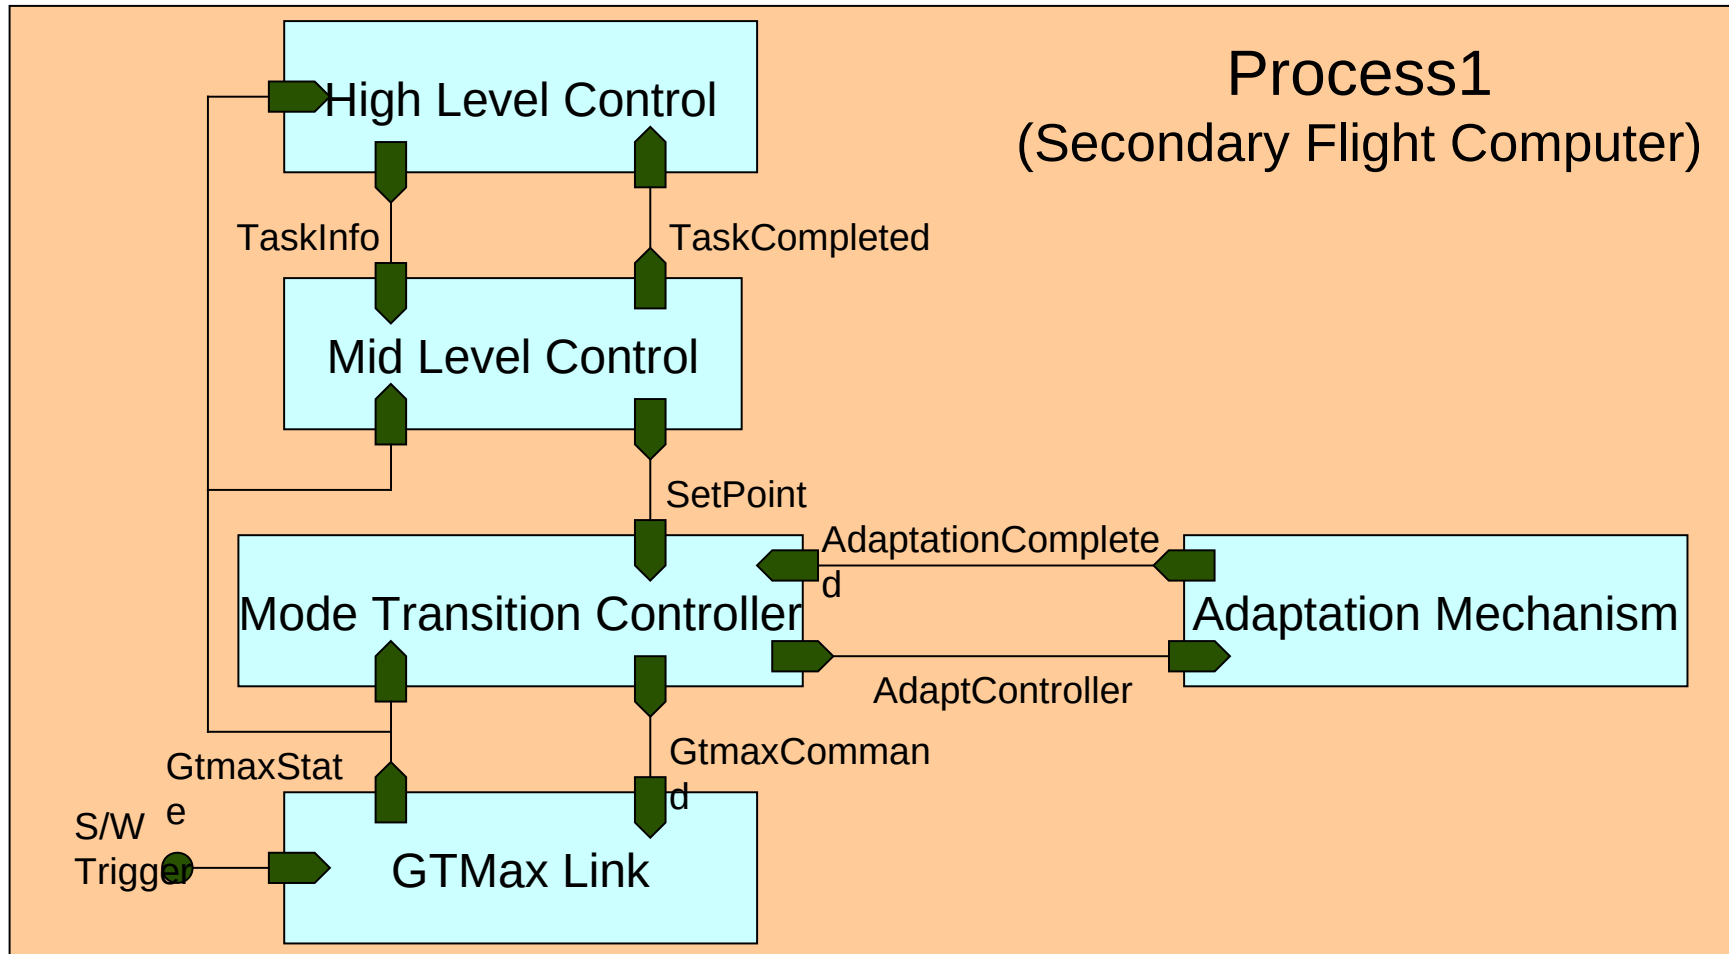 High Level Control
Process1
(Secondary Flight Computer)
TaskInfo
TaskCompleted
Mid Level Control
SetPoint
AdaptationComplete
d
Mode Transition Controller
Adaptation Mechanism
AdaptController
GtmaxStat
e
GtmaxComman
d
S/W
Trigger
GTMax Link